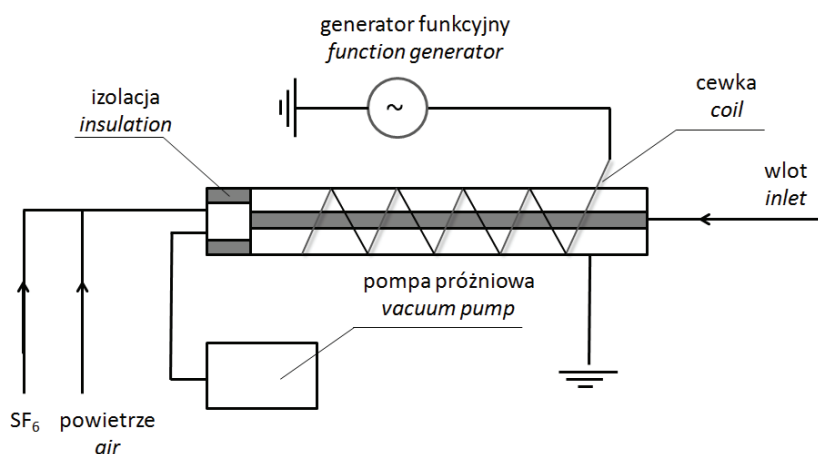 generator funkcyjny
function generator
~
izolacja
insulation
cewka
coil
wlot
inlet
pompa próżniowa
vacuum pump
SF₆
powietrze
air